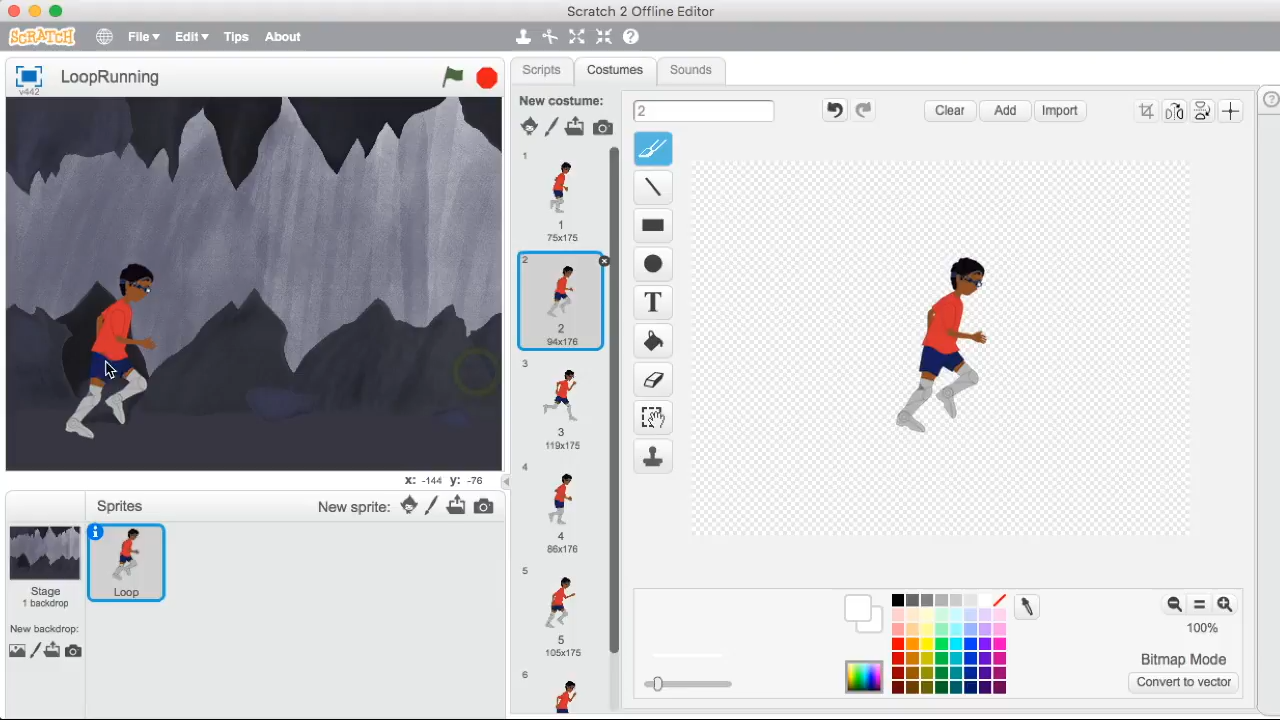 Scratch 2 Offline Editor
SCRATCH File Edit Tips About
v442 LoopRunning
Scripts Costumes Sounds
New costume:
2 Clear Add Import
1
1
75x175
2
2
94x176
3
3
119x175
4
4
86x176
5
5
105x175
6
T
x: -144 y: -76
Sprites New sprite:
Stage
1 backdrop
New backdrop:
Loop
100%
Bitmap Mode
Convert to vector